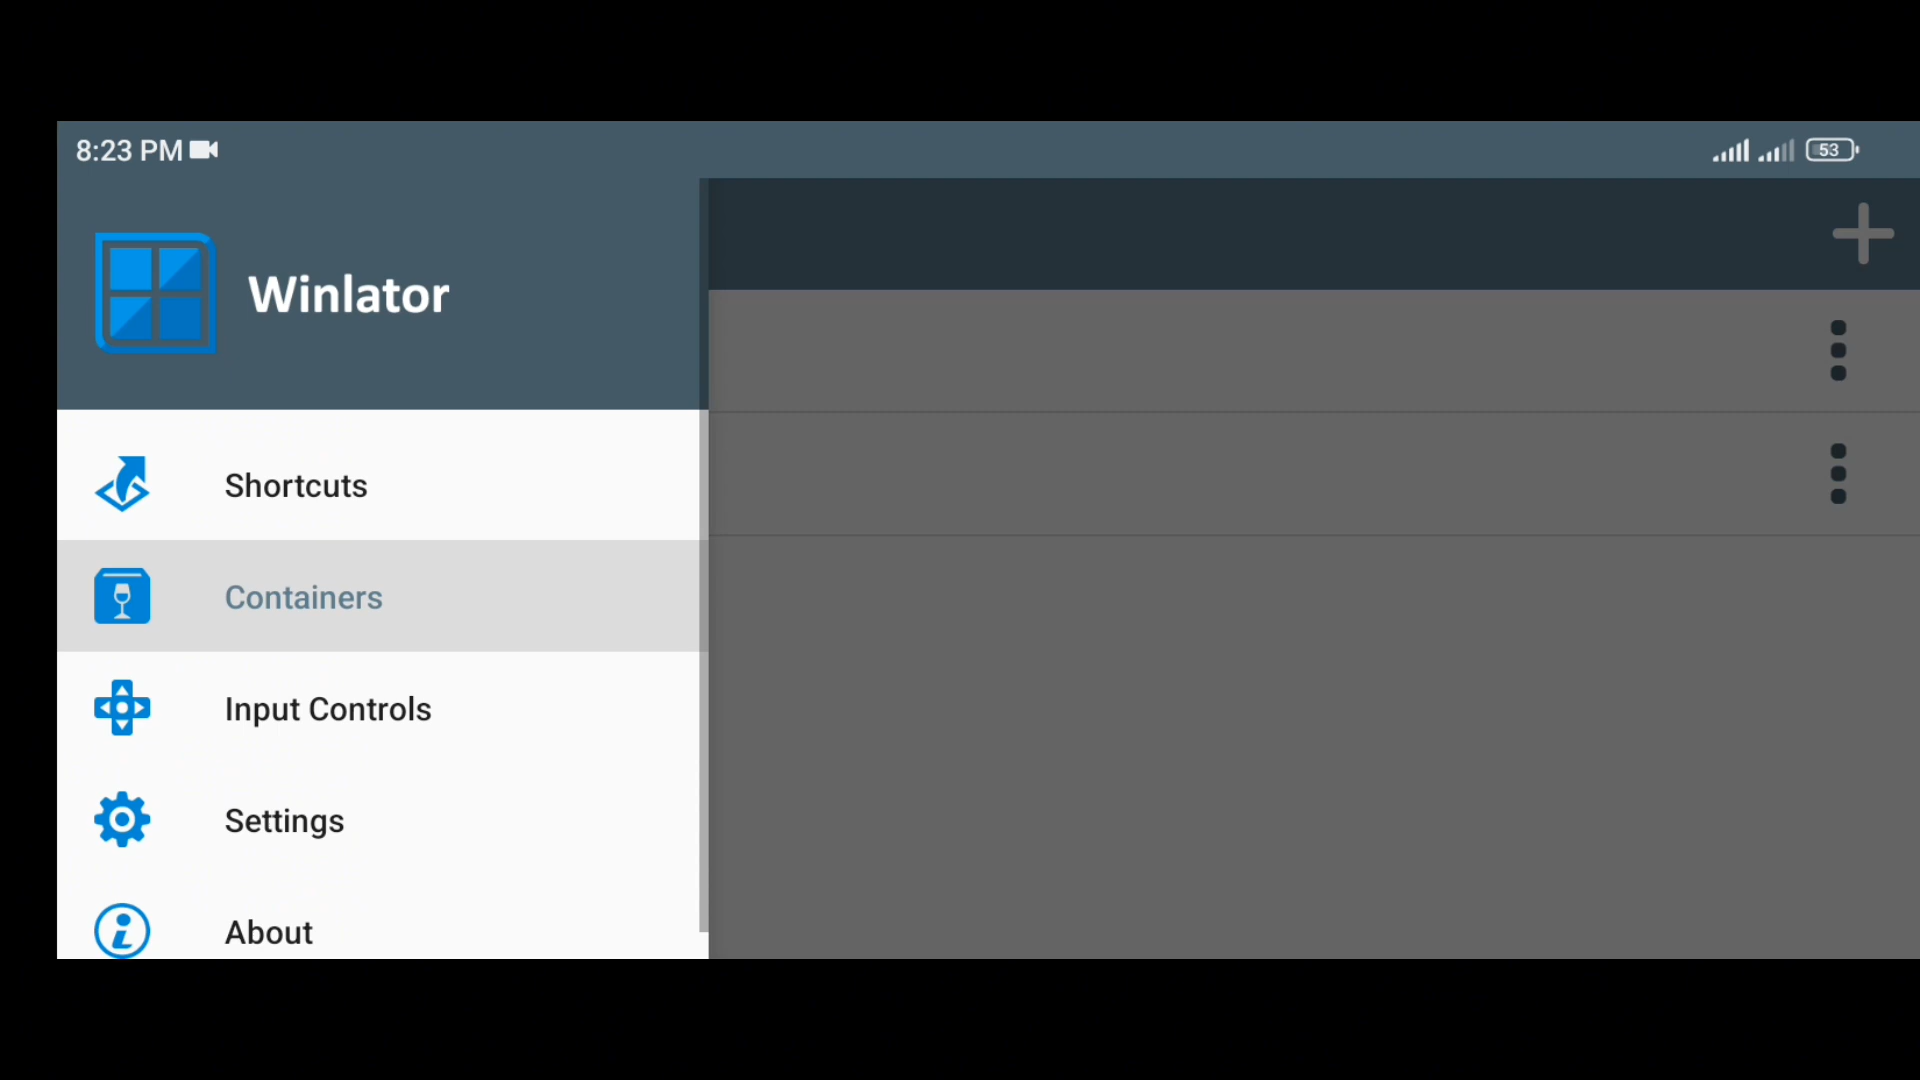 8:23 PM
53
Winlator
Shortcuts
Containers
Input Controls
Settings
About